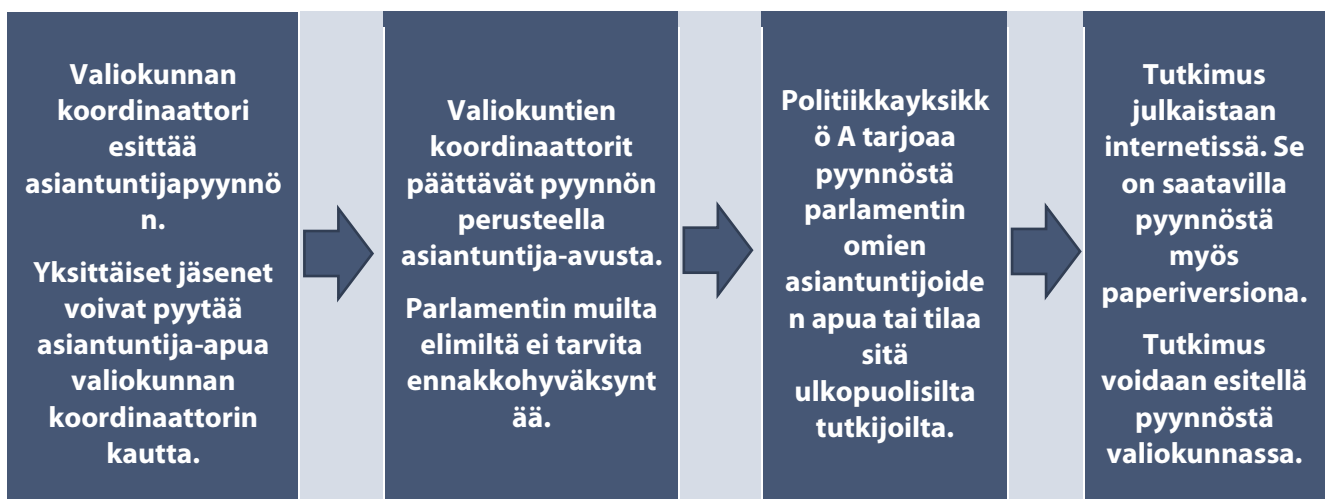 Valiokunnan
koordinaattori
esittää
asiantuntijapyynnö
n.
Yksittäiset jäsenet
voivat pyytää
asiantuntija-apua
valiokunnan
koordinaattorin
kautta.
Valiokuntien
koordinaattorit
päättävät pyynnön
perusteella
asiantuntija-avusta.
Parlamentin muilta
elimiltä ei tarvita
ennakkohyväksynt
ää.
Politiikkayksikk
ö A tarjoaa
pyynnöstä
parlamentin
omien
asiantuntijoide
n apua tai tilaa
sitä
ulkopuolisilta
tutkijoilta.
Tutkimus
julkaistaan
internetissä. Se
on saatavilla
pyynnöstä
myös
paperiversiona.
Tutkimus
voidaan esitellä
pyynnöstä
valiokunnassa.